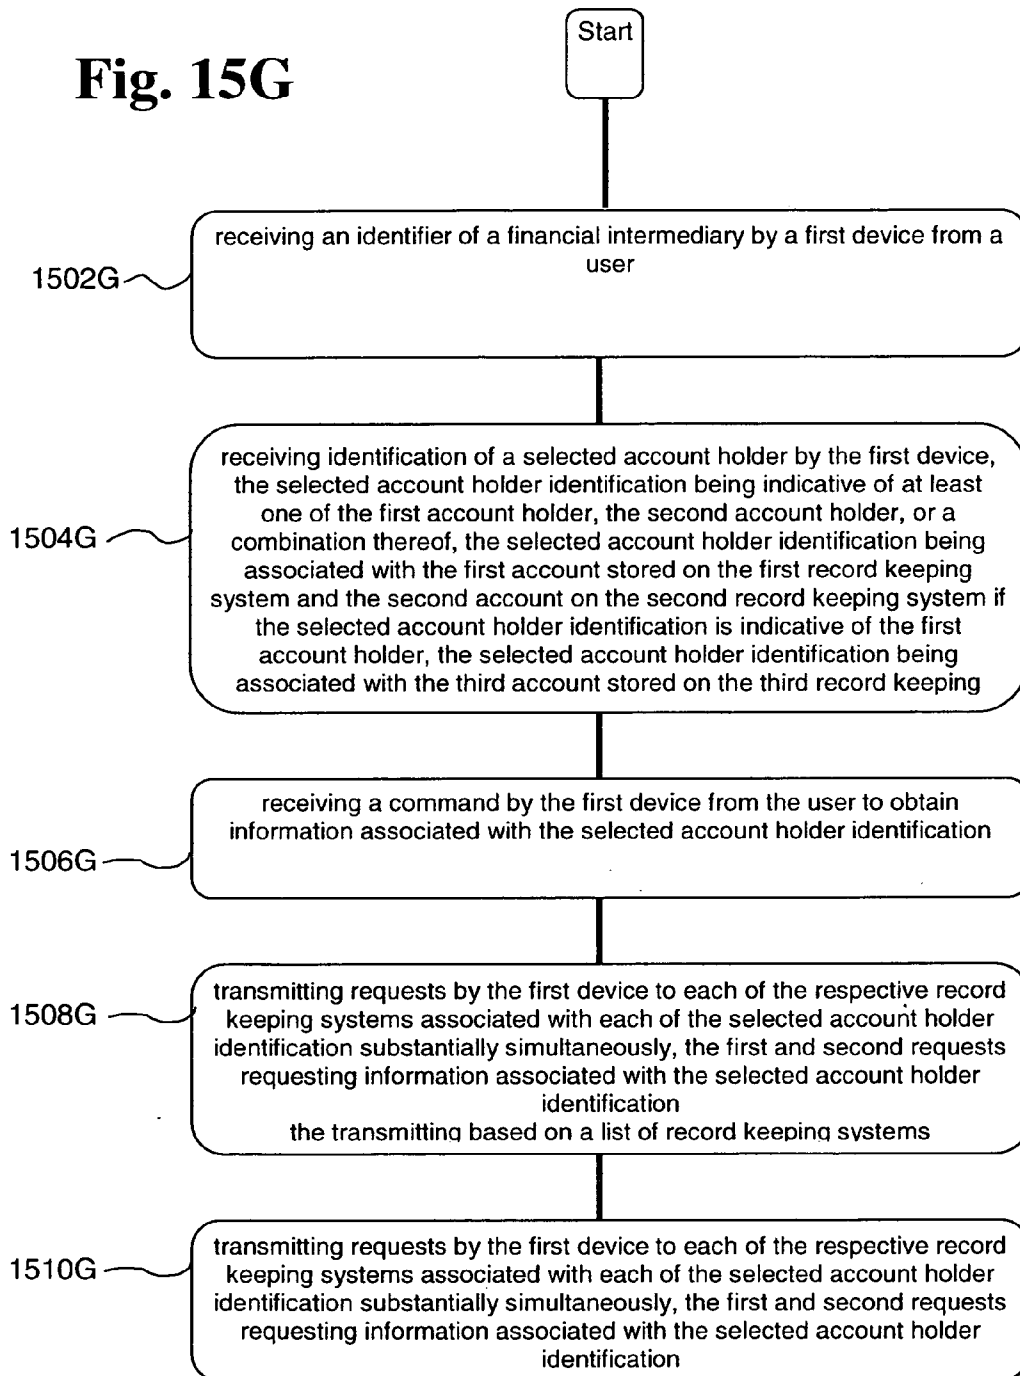 Fig. 15G
Start
receiving an identifier of a financial intermediary by a first device from a
user
1502G
receiving identification of a selected account holder by the first device,
the selected account holder identification being indicative of at least
one of the first account holder, the second account holder, or a
combination thereof, the selected account holder identification being
associated with the first account stored on the first record keeping
system and the second account on the second record keeping system if
the selected account holder identification is indicative of the first
account holder, the selected account holder identification being
associated with the third account stored on the third record keeping
1504G
receiving a command by the first device from the user to obtain
information associated with the selected account holder identification
1506G
transmitting requests by the first device to each of the respective record
keeping systems associated with each of the selected account holder
identification substantially simultaneously, the first and second requests
requesting information associated with the selected account holder
identification
the transmitting based on a list of record keeping systems
1508G
transmitting requests by the first device to each of the respective record
keeping systems associated with each of the selected account holder
identification substantially simultaneously, the first and second requests
requesting information associated with the selected account holder
identification
1510G